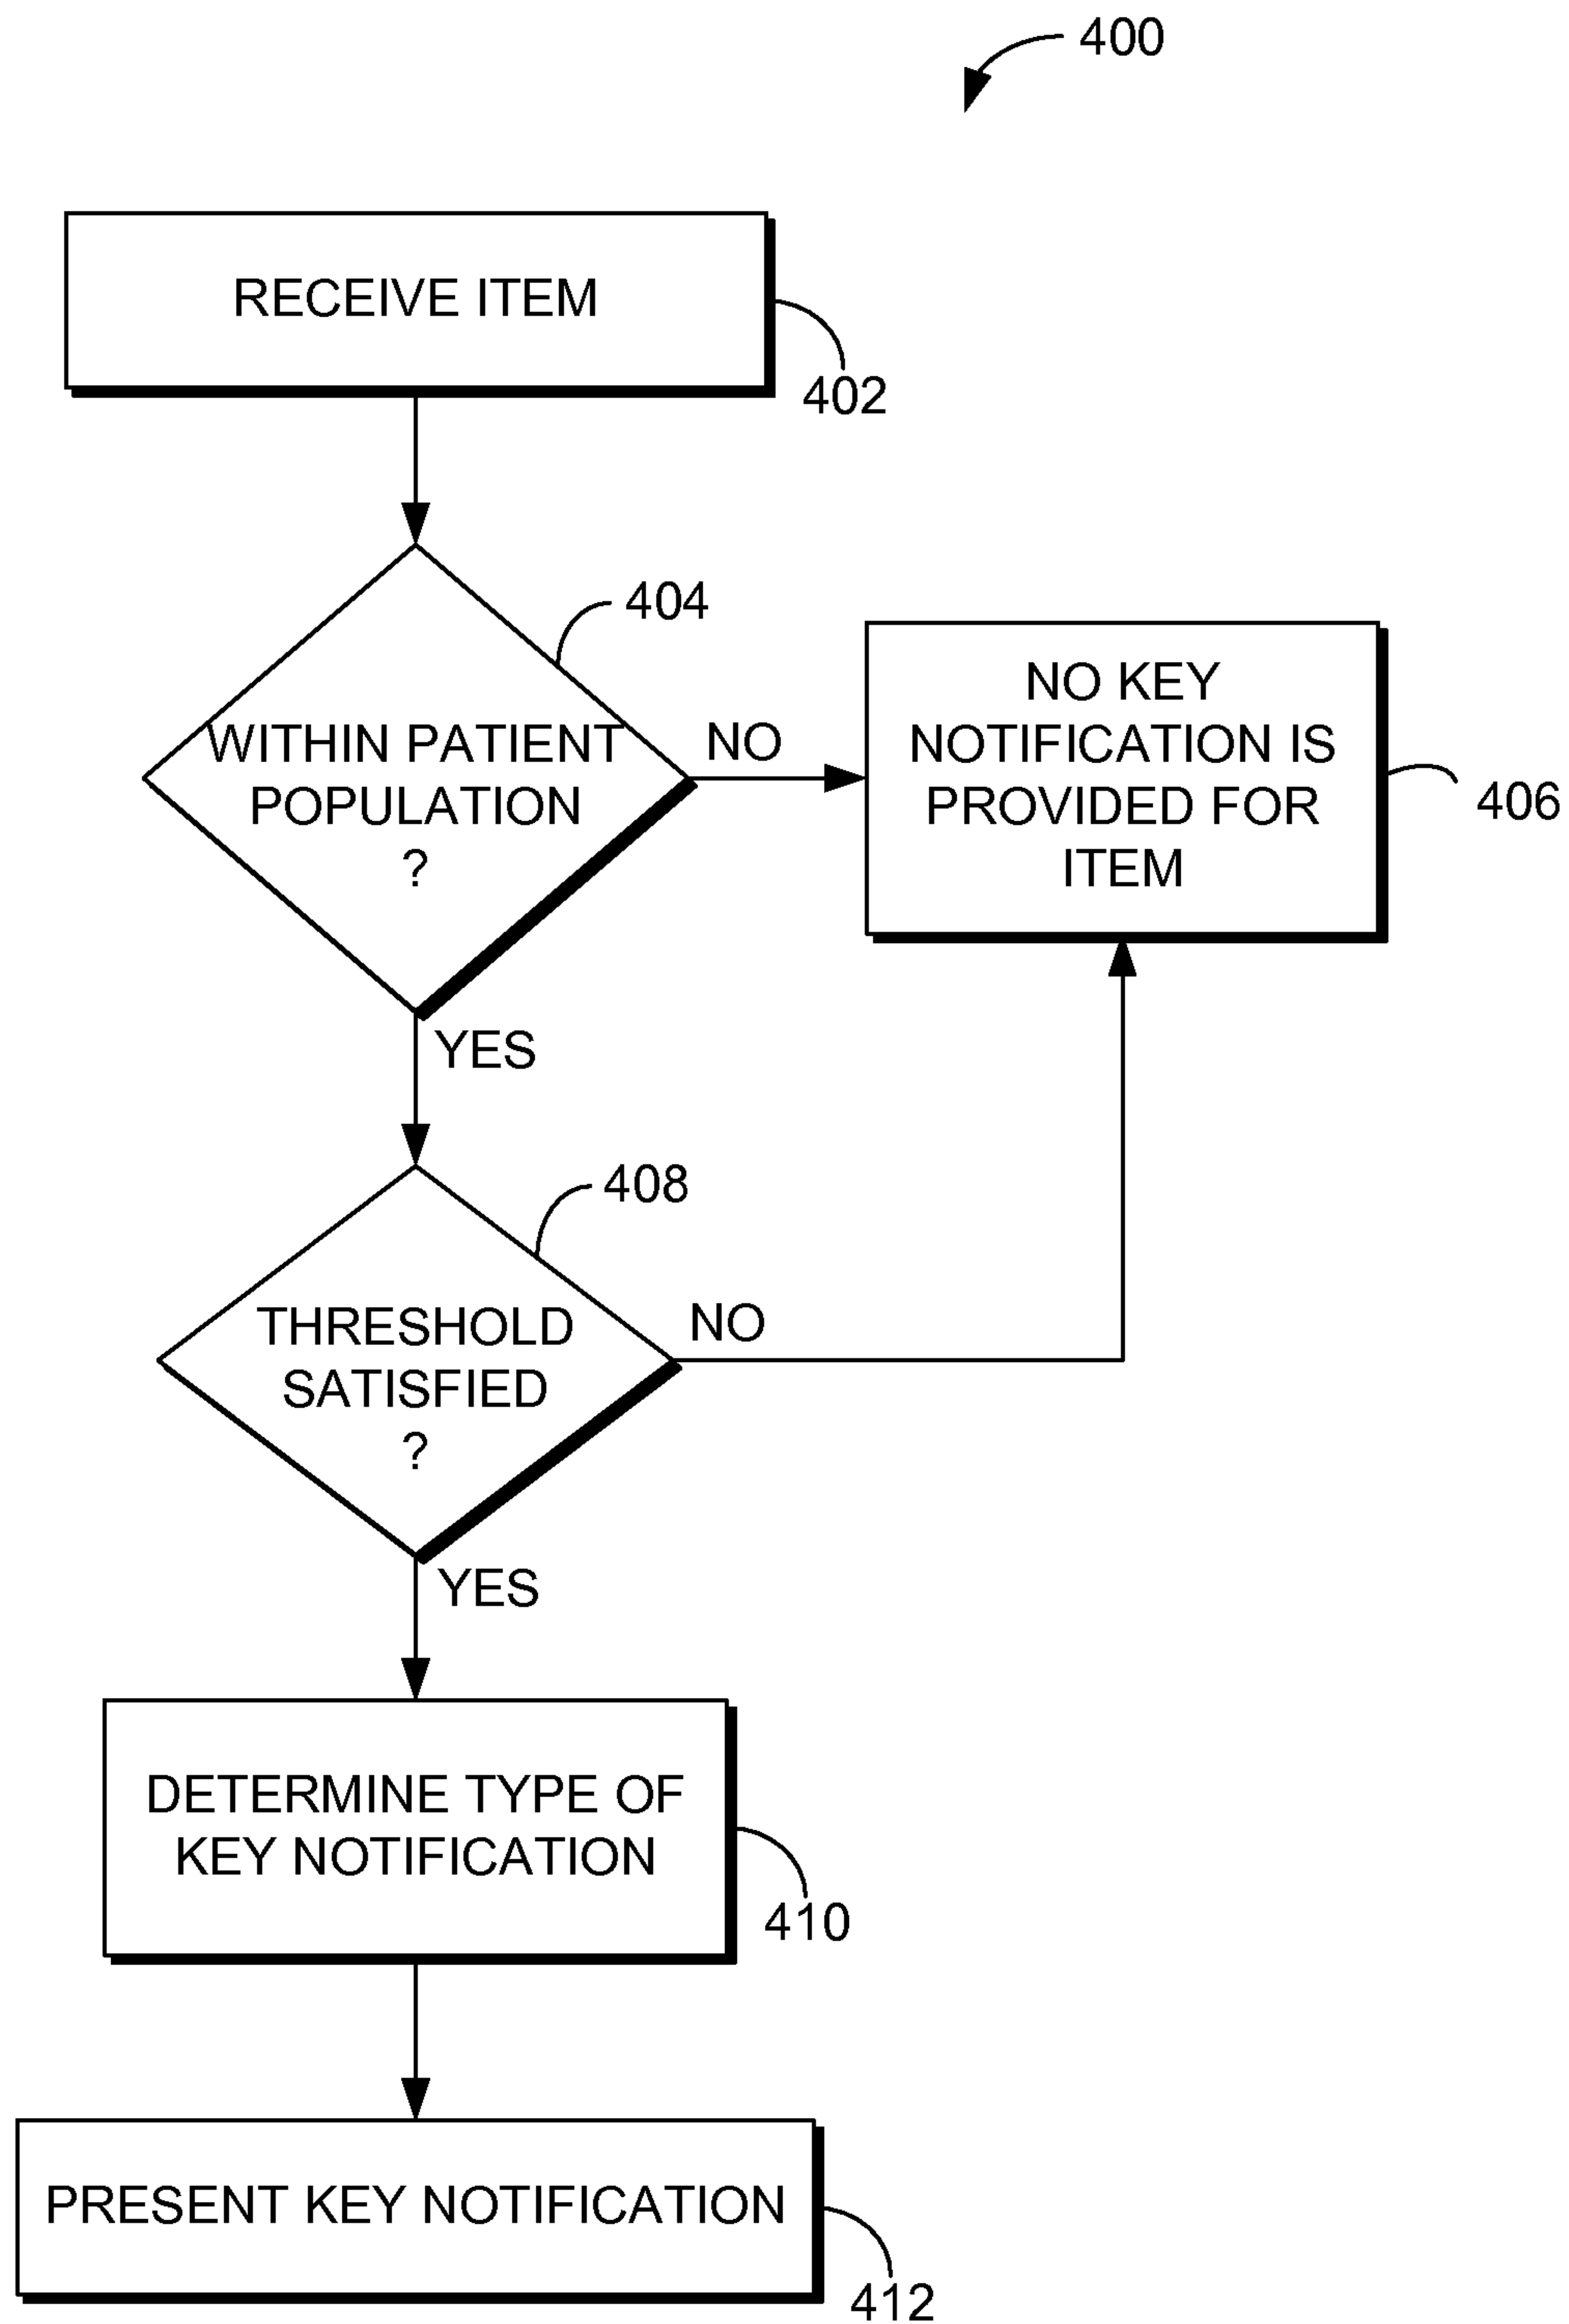 400
RECEIVE ITEM
402
404
WITHIN PATIENT
POPULATION
?
NO
NO KEY
NOTIFICATION IS
PROVIDED FOR
ITEM
406
YES
408
THRESHOLD
SATISFIED
?
NO
YES
DETERMINE TYPE OF
KEY NOTIFICATION
410
PRESENT KEY NOTIFICATION
412